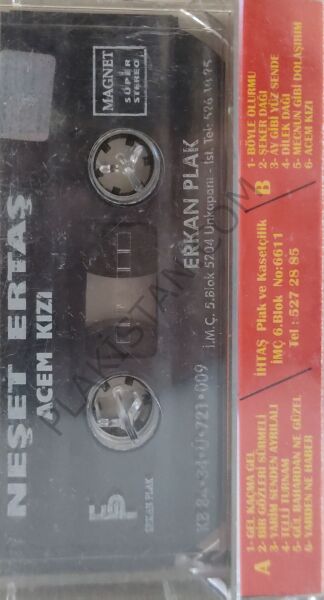 NEŞET ERTAŞ
ACEM KIZI
MAGNET
SÜPER
STEREO
ERKAN PLAK
İ.M.Ç. 5.Blok 5204 Unkapanı - İst. Tel: 526 10 95
ERKAN PLAK
PLAKİSTAN.COM
A
1- GEL KAÇMA GEL
2- BİR GÖZLERİ SÜRMELİ
3- YARİM SENDEN AYRILALI
4- TELLİ TURNAM
5- GÜL BAHARDAN NE GÜZEL
6- YARDEN NE HABER
İHTAŞ Plak ve Kasetçilik
İMÇ 6.Blok No:6611
Tel : 527 28 85
B
1- BÖYLE OLURMU
2- ŞEKER DAĞI
3- AY GİBİ YÜZ SENDE
4- DİLEK DAĞI
5- MECNUN GİBİ DOLAŞIRIM
6- ACEM KIZI